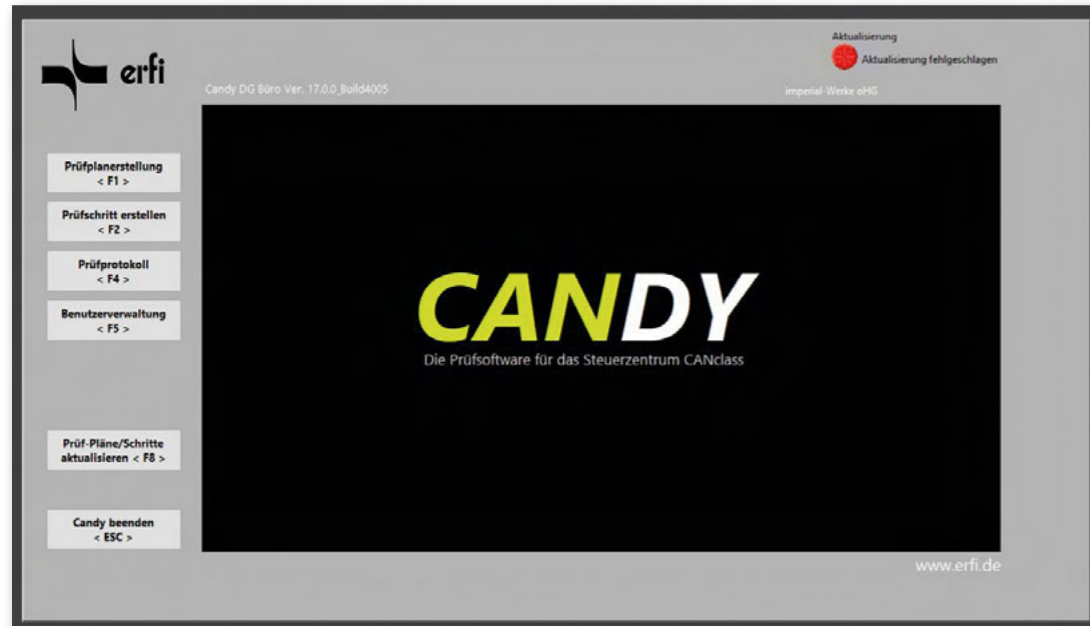 erfi
Aktualisierung
Aktualisierung fehlgeschlagen
Candy DG Büro Ver. 17.0.0_Build4005
imperial-Werke oHG
Prüfplanerstellung
< F1 >
Prüfschritt erstellen
< F2 >
Prüfprotokoll
< F4 >
Benutzerverwaltung
< F5 >
Prüf-Pläne/Schritte
aktualisieren < F8 >
Candy beenden
< ESC >
CANDY
Die Prüfsoftware für das Steuerzentrum CANclass
www.erfi.de